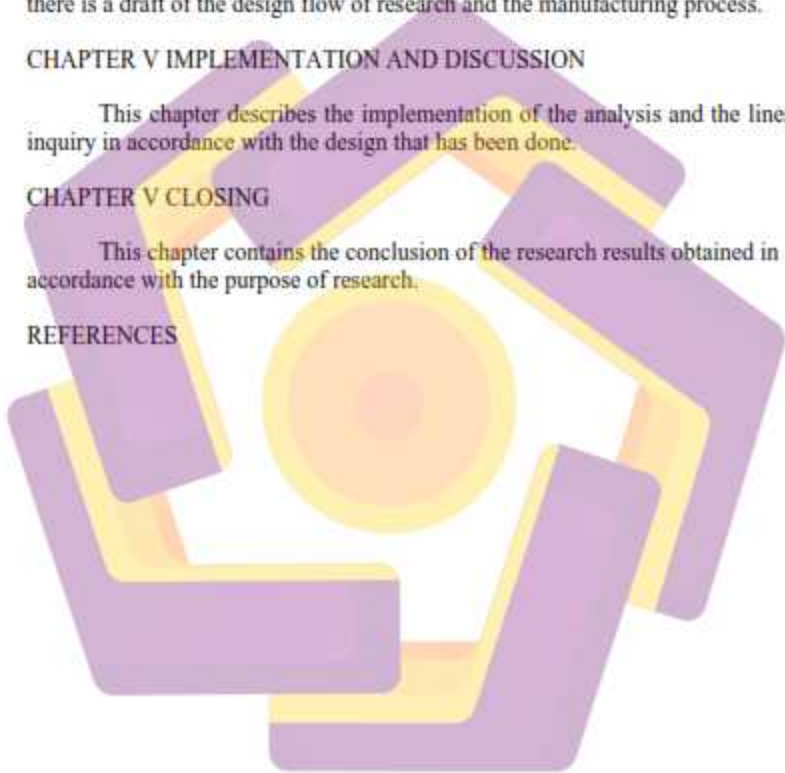 there is a draft of the design flow of research and the manufacturing process.
CHAPTER V IMPLEMENTATION AND DISCUSSION
This chapter describes the implementation of the analysis and the line
inquiry in accordance with the design that has been done.
CHAPTER V CLOSING
This chapter contains the conclusion of the research results obtained in
accordance with the purpose of research.
REFERENCES